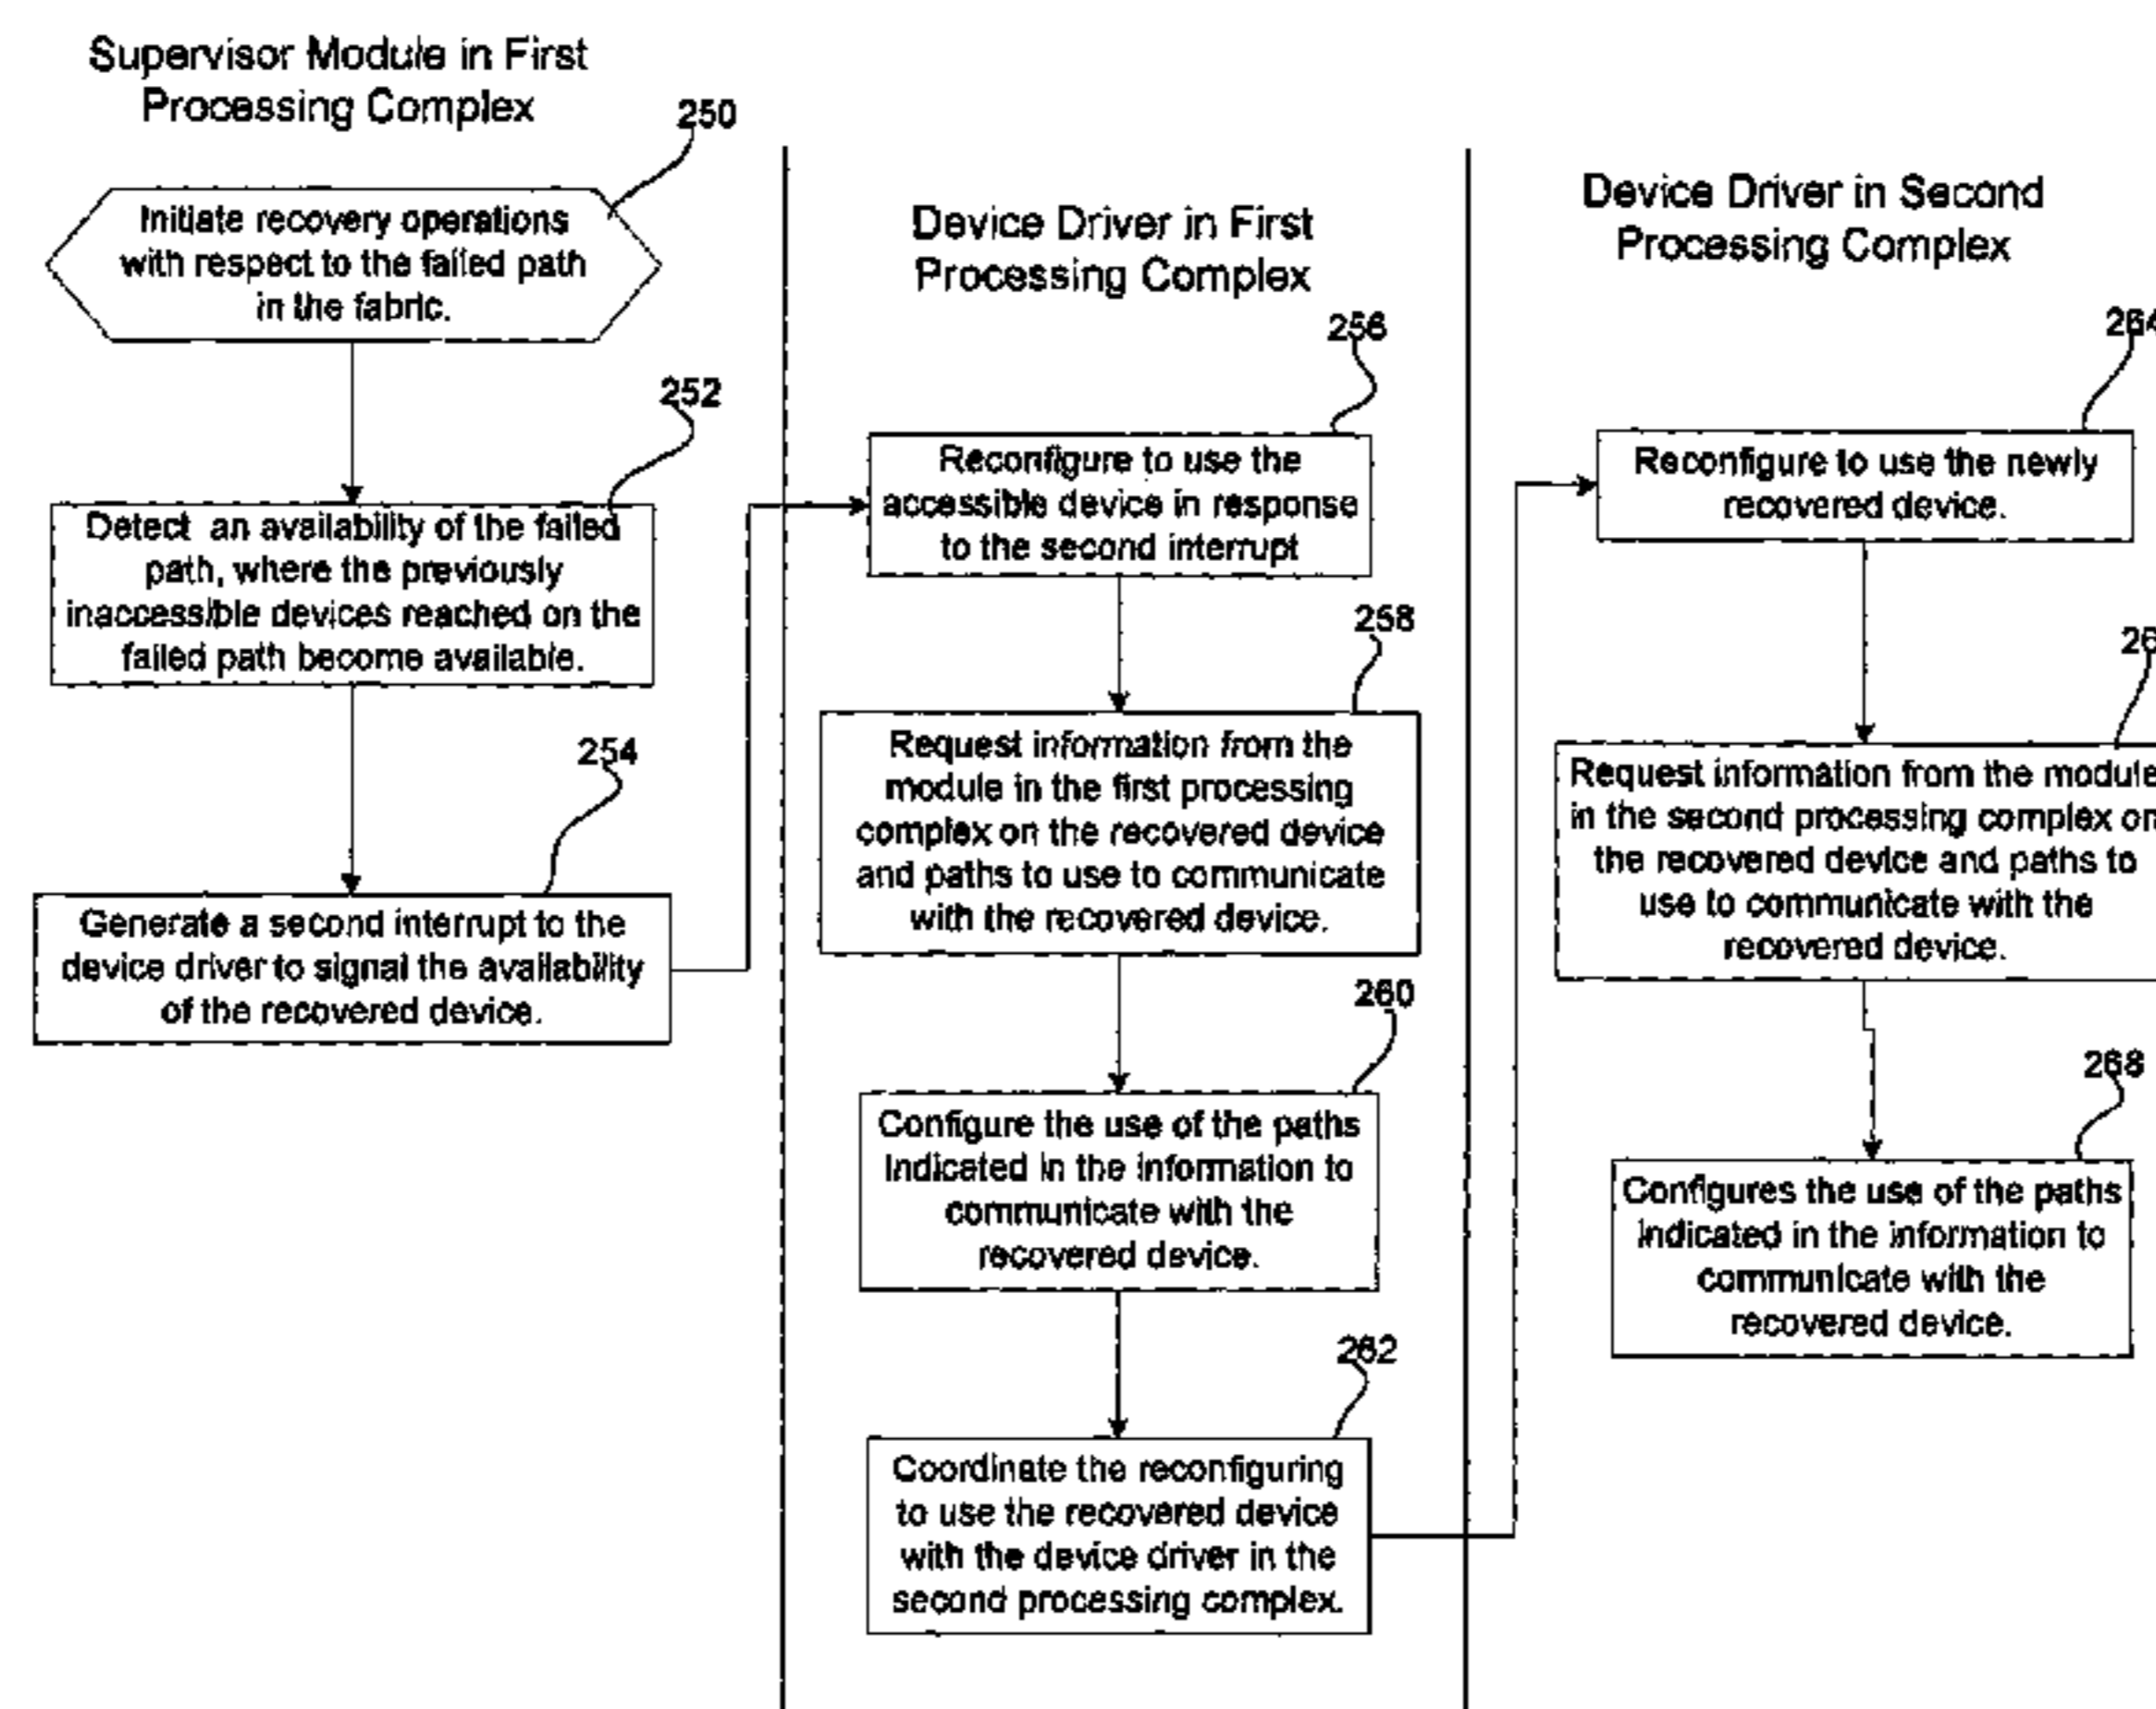 Supervisor Module in First
Processing Complex
250
Initiate recovery operations
with respect to the failed path
in the fabric.
252
Detect an availability of the failed
path, where the previously
inaccessible devices reached on the
failed path become available.
254
Generate a second interrupt to the
device driver to signal the availability
of the recovered device.
Device Driver in First
Processing Complex
256
Reconfigure to use the
accessible device in response
to the second interrupt
258
Request information from the
module in the first processing
complex on the recovered device
and paths to use to communicate
with the recovered device.
260
Configure the use of the paths
indicated in the information to
communicate with the
recovered device.
262
Coordinate the reconfiguring
to use the recovered device
with the device driver in the
second processing complex.
Device Driver in Second
Processing Complex
264
Reconfigure to use the newly
recovered device.
26
Request information from the module
in the second processing complex on
the recovered device and paths to
use to communicate with the
recovered device.
268
Configures the use of the paths
indicated in the information to
communicate with the
recovered device.